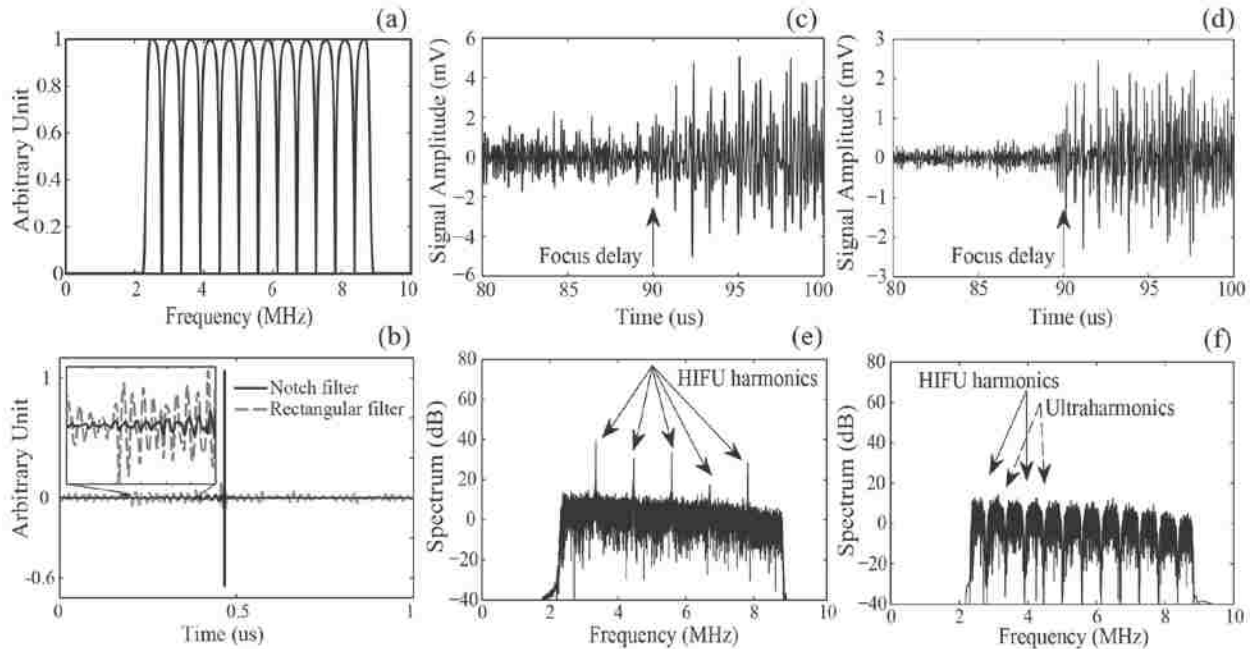 (a)
Arbitrary Unit
1
0.8
0.6
0.4
0.2
0
0 2 4 6 8 10
Frequency (MHz)
(c)
Signal Amplitude (mV)
6
4
2
0
−2
−4
−6
Focus delay
80 85 90 95 100
Time (us)
(d)
Signal Amplitude (mV)
3
2
1
0
−1
−2
−3
Focus delay
80 85 90 95 100
Time (us)
(b)
Arbitrary Unit
1
0
-0.6
Notch filter
Rectangular filter
0 0.5 1
Time (us)
(e)
Spectrum (dB)
80
60
40
20
0
−20
−40
HIFU harmonics
0 2 4 6 8 10
Frequency (MHz)
(f)
Spectrum (dB)
80
60
40
20
0
−20
−40
HIFU harmonics
Ultraharmonics
0 2 4 6 8 10
Frequency (MHz)